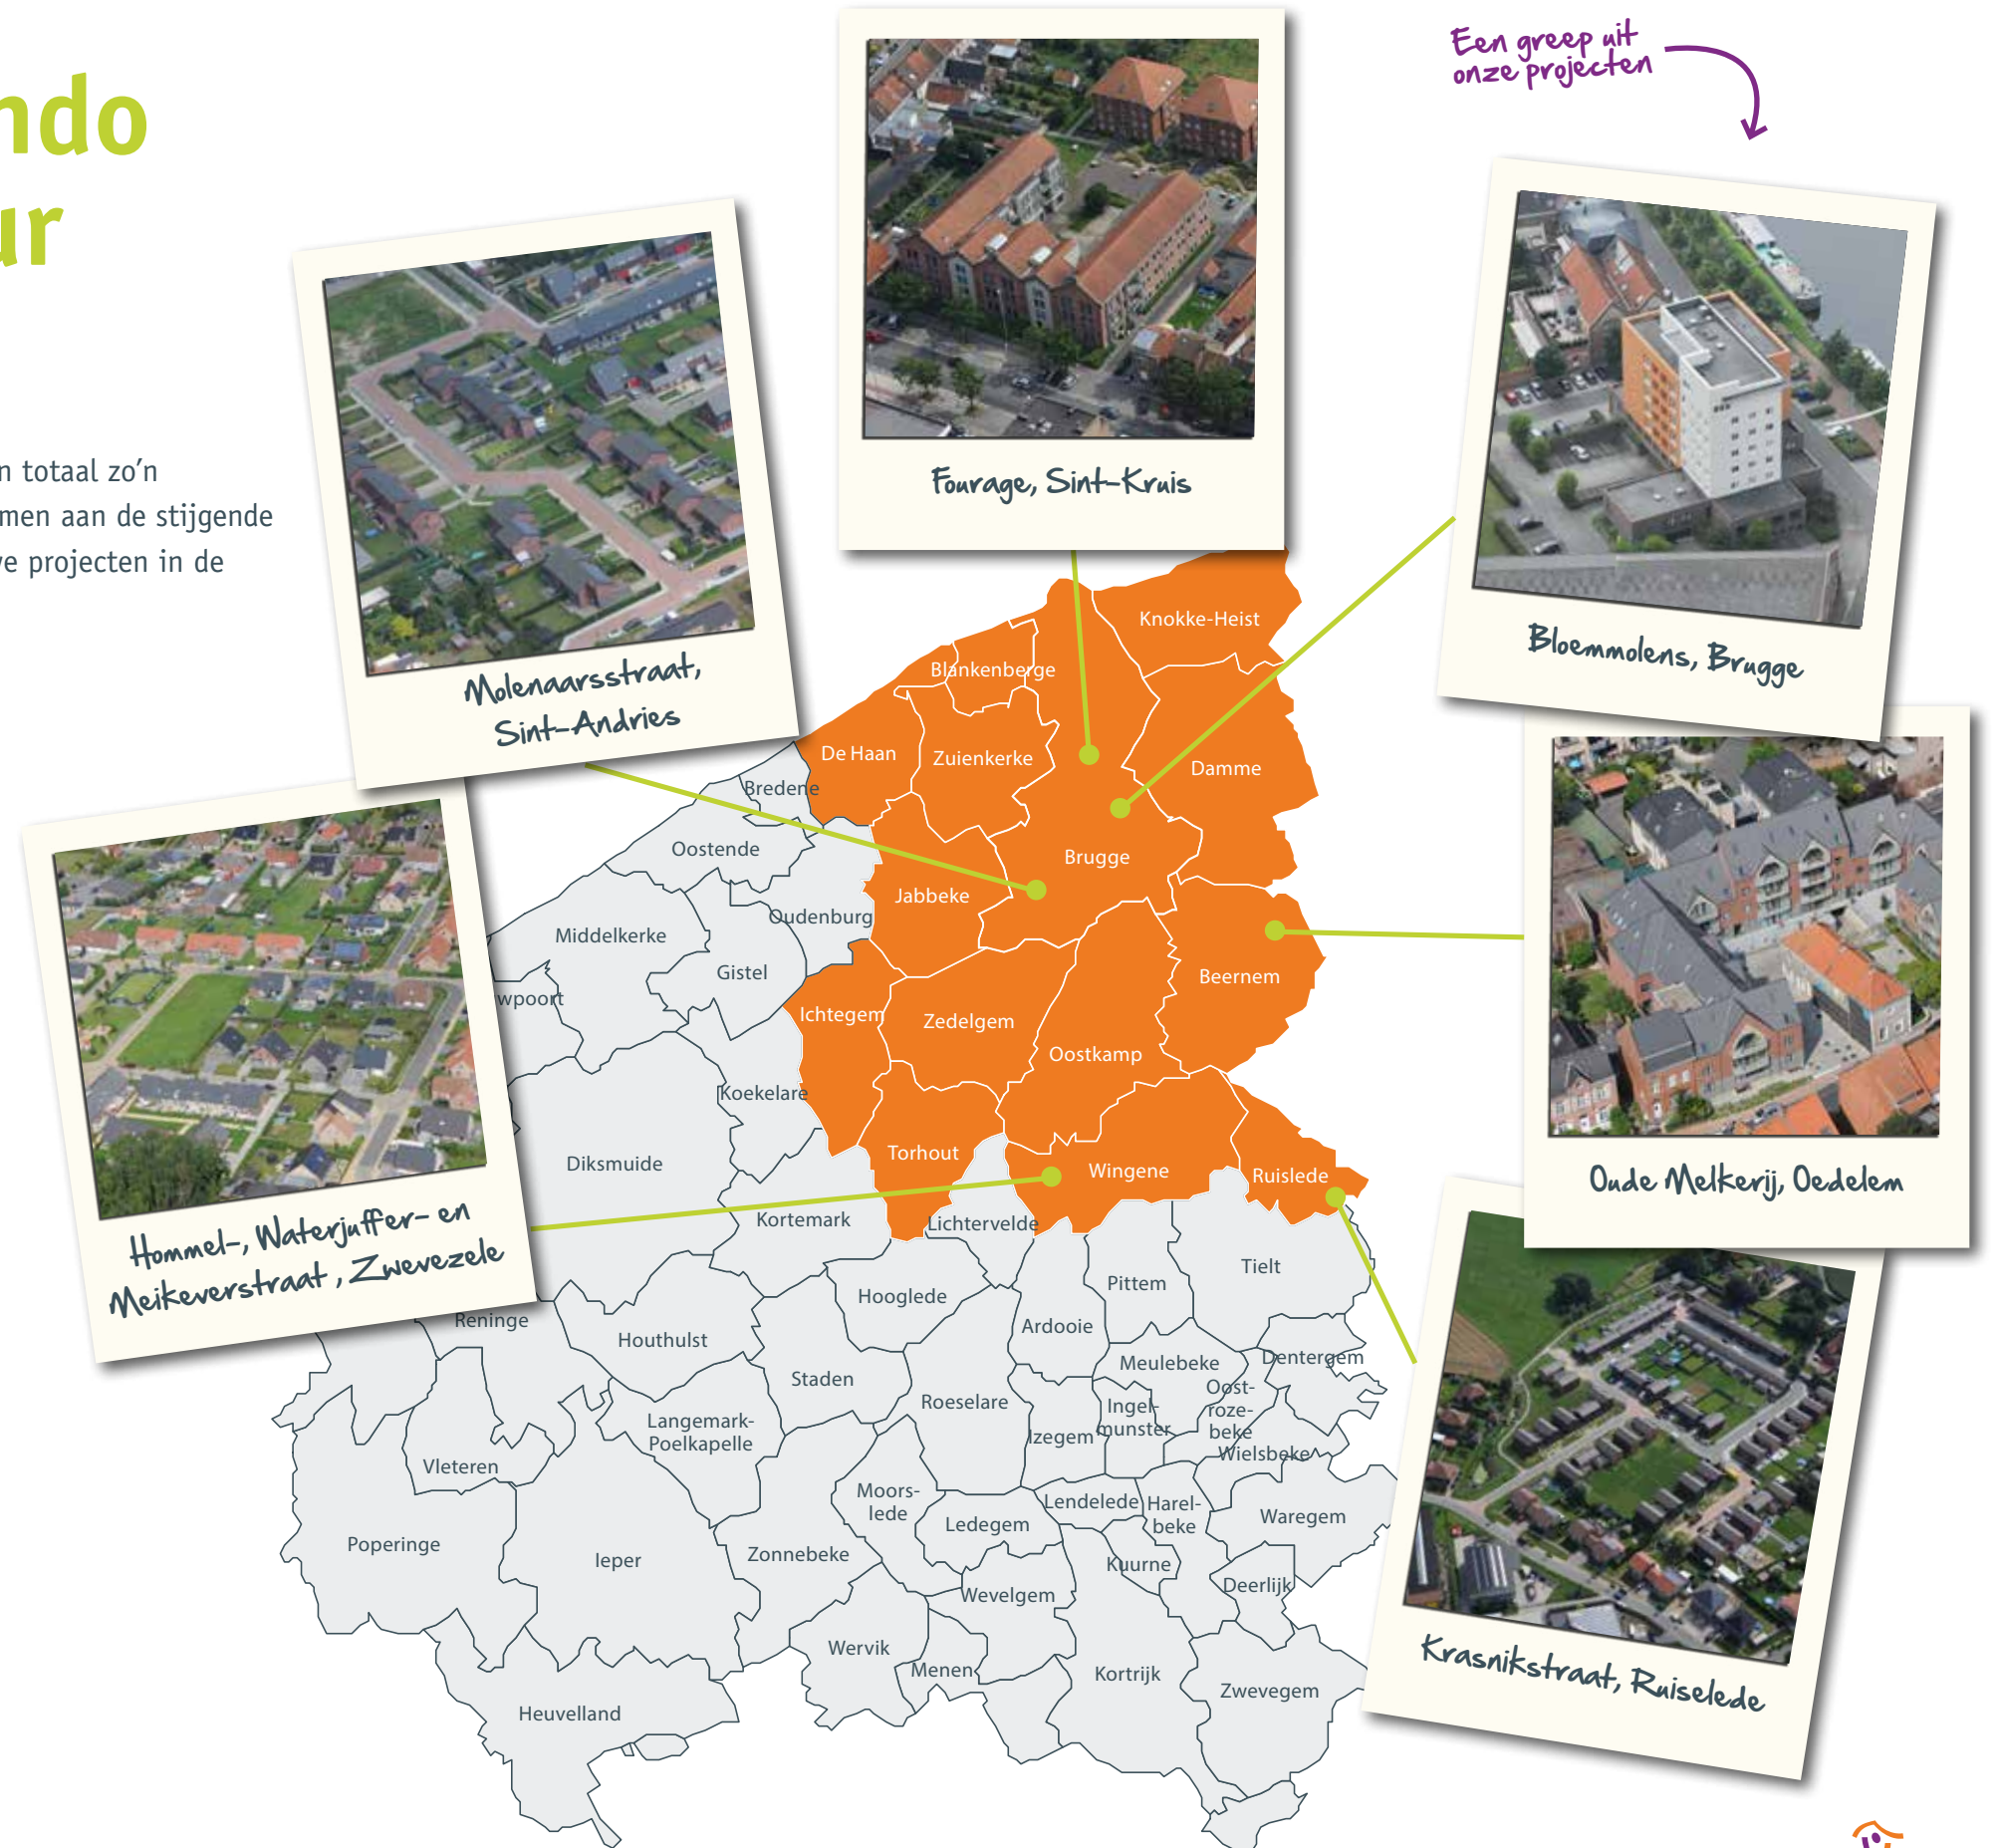 ndo
ur
n totaal zo'n
men aan de stijgende
ve projecten in de
Een greep uit
onze projecten
Fourage, Sint-Kruis
Bloemmolens, Brugge
Molenaarsstraat,
Sint-Andries
Oude Melkerij, Oedelem
Hommel-, Waterjuffer- en
Meikeverstraat, Zwevezele
Krasnikstraat, Ruiselede
Knokke-Heist
Blankenberge
De Haan
Zuienkerke
Damme
Bredene
Oostende
Brugge
Jabbeke
Oudenburg
Middelkerke
Gistel
Beernem
wpoort
Ichtegem
Zedelgem
Oostkamp
Koekelare
Torhout
Diksmuide
Wingene
Ruislede
Kortemark
Lichtervelde
Tielt
Pittem
Hooglede
Reninge
Houthulst
Ardooie
Meulebeke
Dentergem
Staden
Roeselare
Oost-
roze-
beke
Ingel-
munster
Langemark-
Poelkapelle
Izegem
Wielsbeke
Vleteren
Moors-
lede
Lendelede
Harel-
beke
Waregem
Ledegem
Poperinge
Ieper
Zonnebeke
Kuurne
Deerlijk
Wevelgem
Wervik
Menen
Kortrijk
Zwevegem
Heuvelland